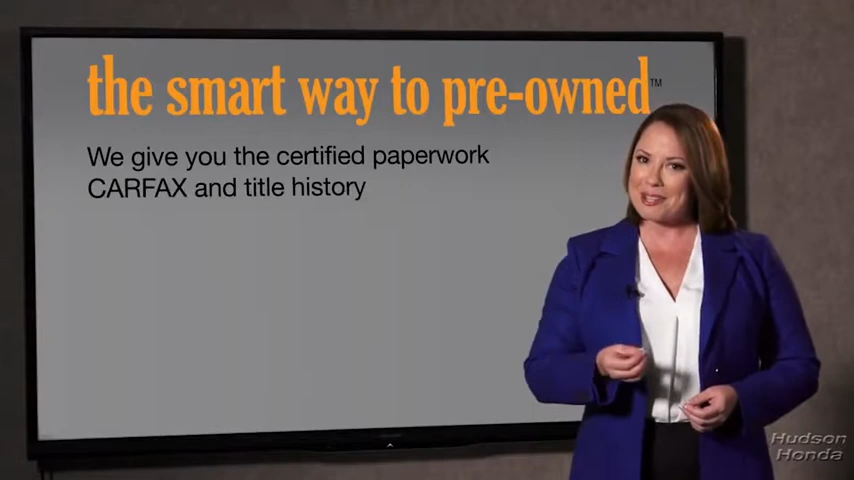 the smart way to pre-owned™
We give you the certified paperwork
CARFAX and title history
Hudson
Honda